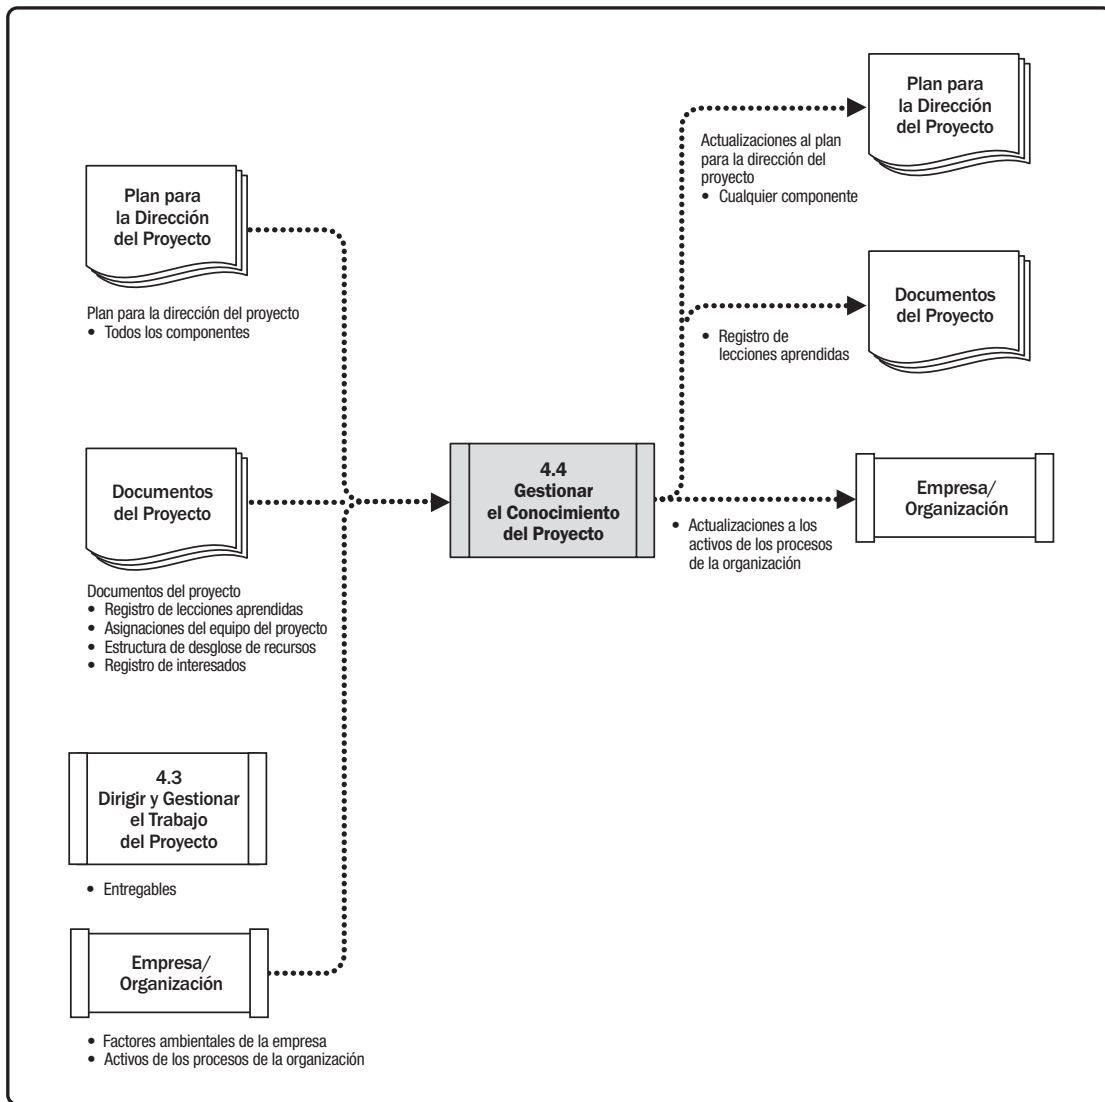 Plan para
la Dirección
del Proyecto
Plan para la dirección del proyecto
• Todos los componentes
Documentos
del Proyecto
Documentos del proyecto
• Registro de lecciones aprendidas
• Asignaciones del equipo del proyecto
• Estructura de desglose de recursos
• Registro de interesados
4.3
Dirigir y Gestionar
el Trabajo
del Proyecto
• Entregables
Empresa/
Organización
• Factores ambientales de la empresa
• Activos de los procesos de la organización
4.4
Gestionar
el Conocimiento
del Proyecto
Actualizaciones al plan
para la dirección del
proyecto
• Cualquier componente
Plan para
la Dirección
del Proyecto
• Registro de
lecciones aprendidas
Documentos
del Proyecto
• Actualizaciones a los
activos de los procesos
de la organización
Empresa/
Organización